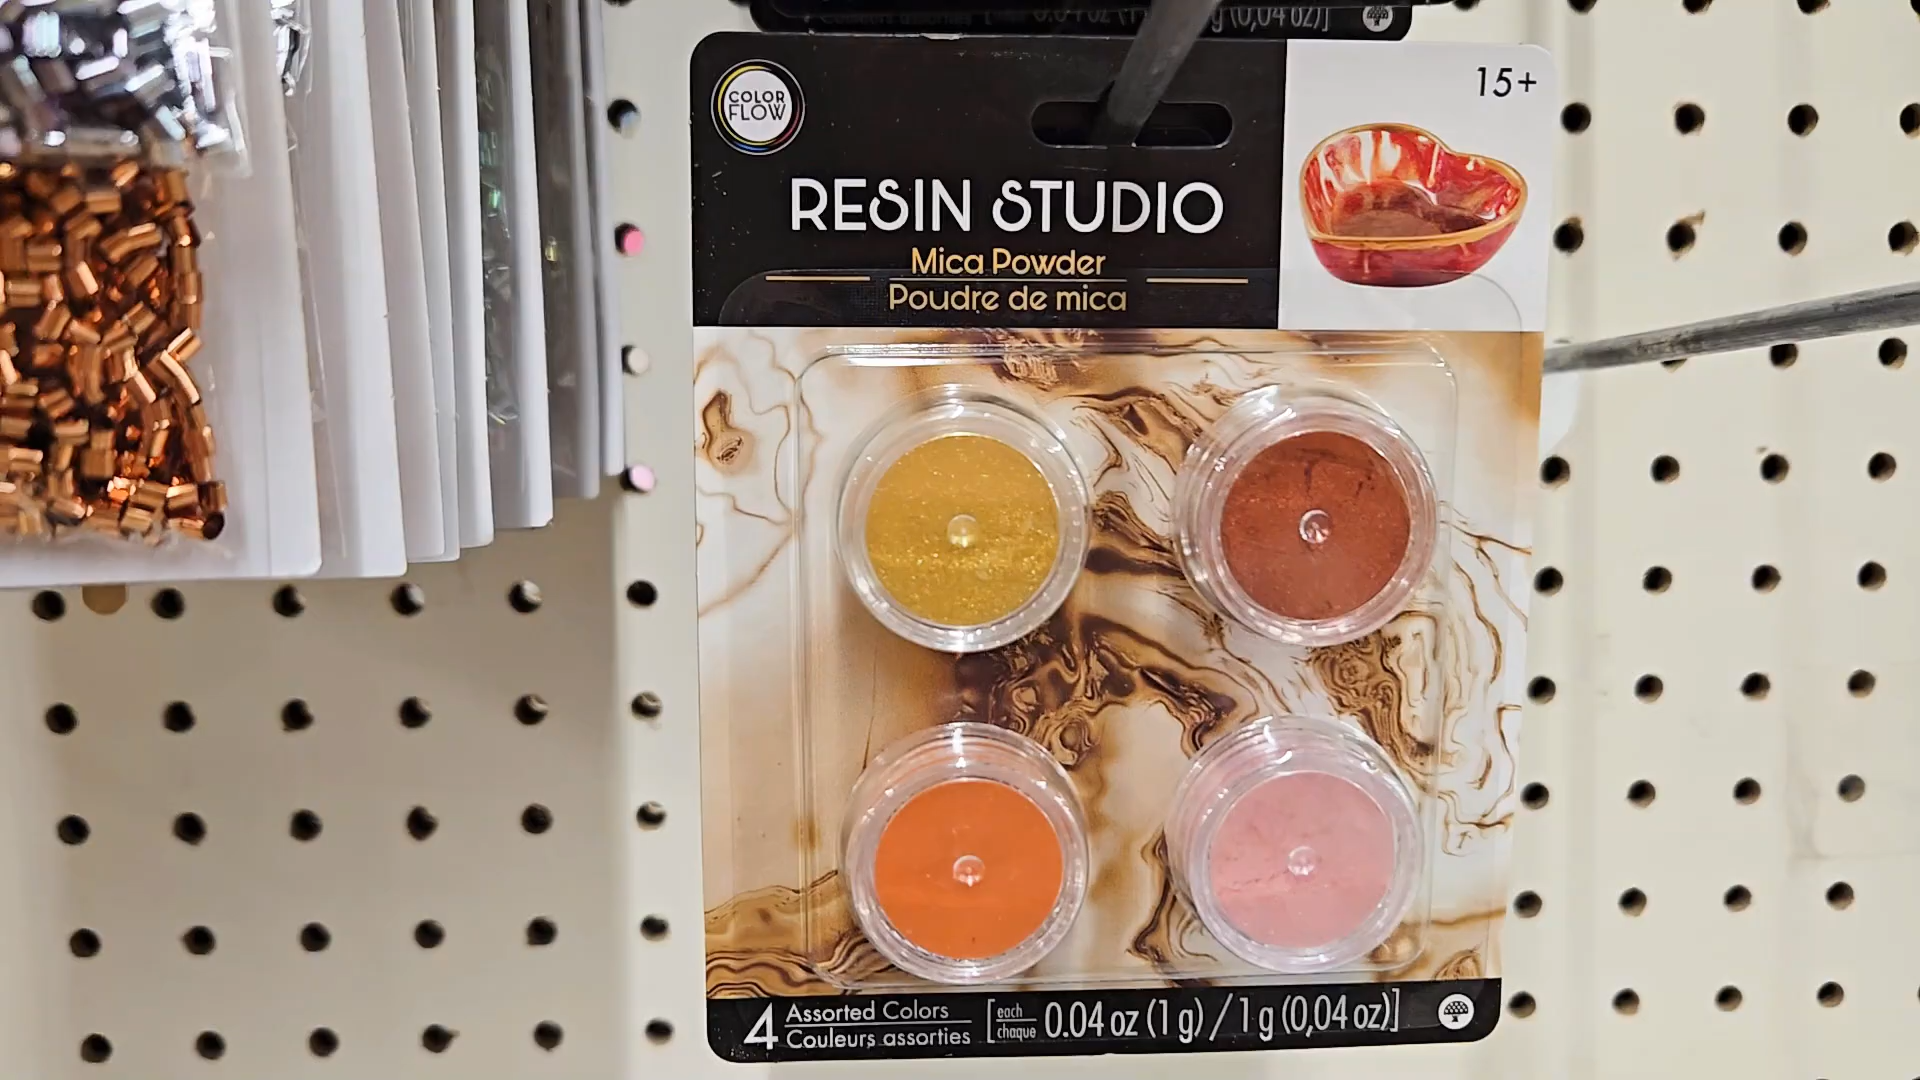 COLOR
FLOW
15+
RESIN STUDIO
Mica Powder
Poudre de mica
4 Assorted Colors
Couleurs assorties
[each
chaque 0.04 oz (1 g) / 1 g (0,04 oz)]